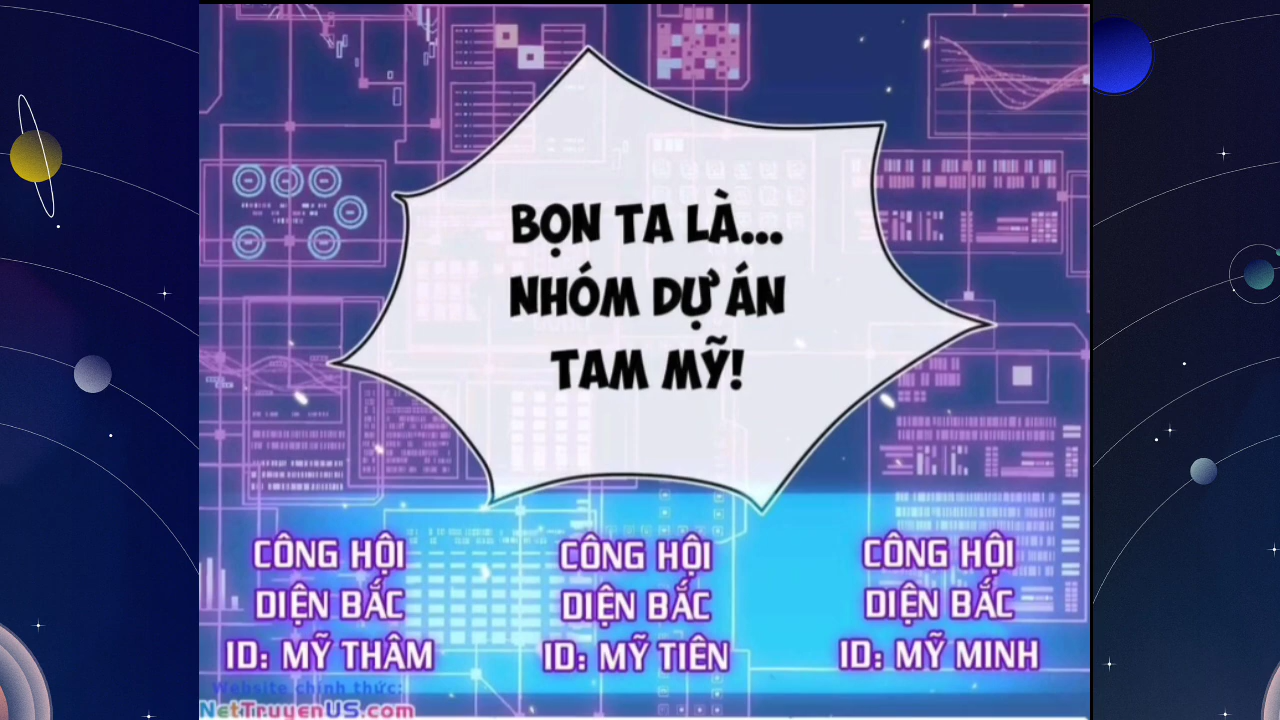 BỌN TA LÀ...
NHÓM DỰ ÁN
TAM MỸ!
CÔNG HỘI
DIỆN BẮC
ID: MỸ THÂM
CÔNG HỘI
DIỆN BẮC
ID: MỸ TIÊN
CÔNG HỘI
DIỆN BẮC
ID: MỸ MINH
Website chính thức:
NetTruyenUS.com